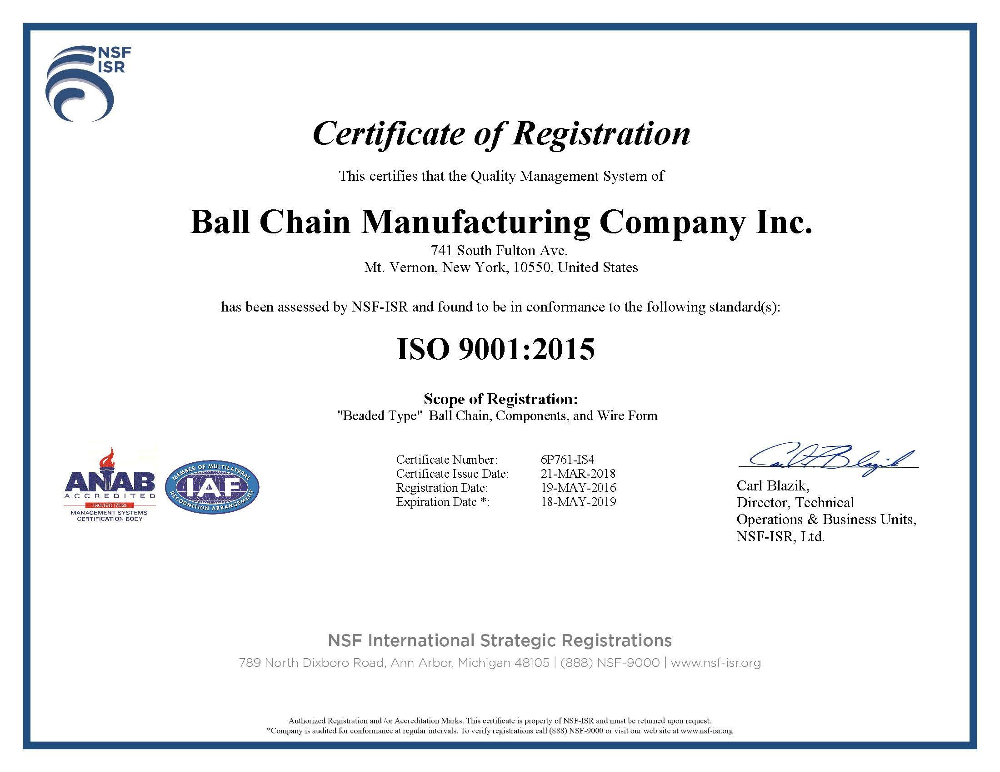 NSF
ISR
Certificate of Registration
This certifies that the Quality Management System of
Ball Chain Manufacturing Company Inc.
741 South Fulton Ave.
Mt. Vernon, New York, 10550, United States
has been assessed by NSF-ISR and found to be in conformance to the following standard(s):
ISO 9001:2015
Scope of Registration:
"Beaded Type" Ball Chain, Components, and Wire Form
ANAB
ACCREDITED
ISO/IEC 17021
MANAGEMENT SYSTEMS
CERTIFICATION BODY
MEMBER OF MULTILATERAL
IAF
RECOGNITION ARRANGEMENT
Certificate Number: 6P761-IS4
Certificate Issue Date: 21-MAR-2018
Registration Date: 19-MAY-2016
Expiration Date *: 18-MAY-2019
Carl F. Blazik
Carl Blazik,
Director, Technical
Operations & Business Units,
NSF-ISR, Ltd.
NSF International Strategic Registrations
789 North Dixboro Road, Ann Arbor, Michigan 48105 | (888) NSF-9000 | www.nsf-isr.org
Authorized Registration and /or Accreditation Marks. This certificate is property of NSF-ISR and must be returned upon request.
*Company is audited for conformance at regular intervals. To verify registrations call (888) NSF-9000 or visit our web site at www.nsf-isr.org